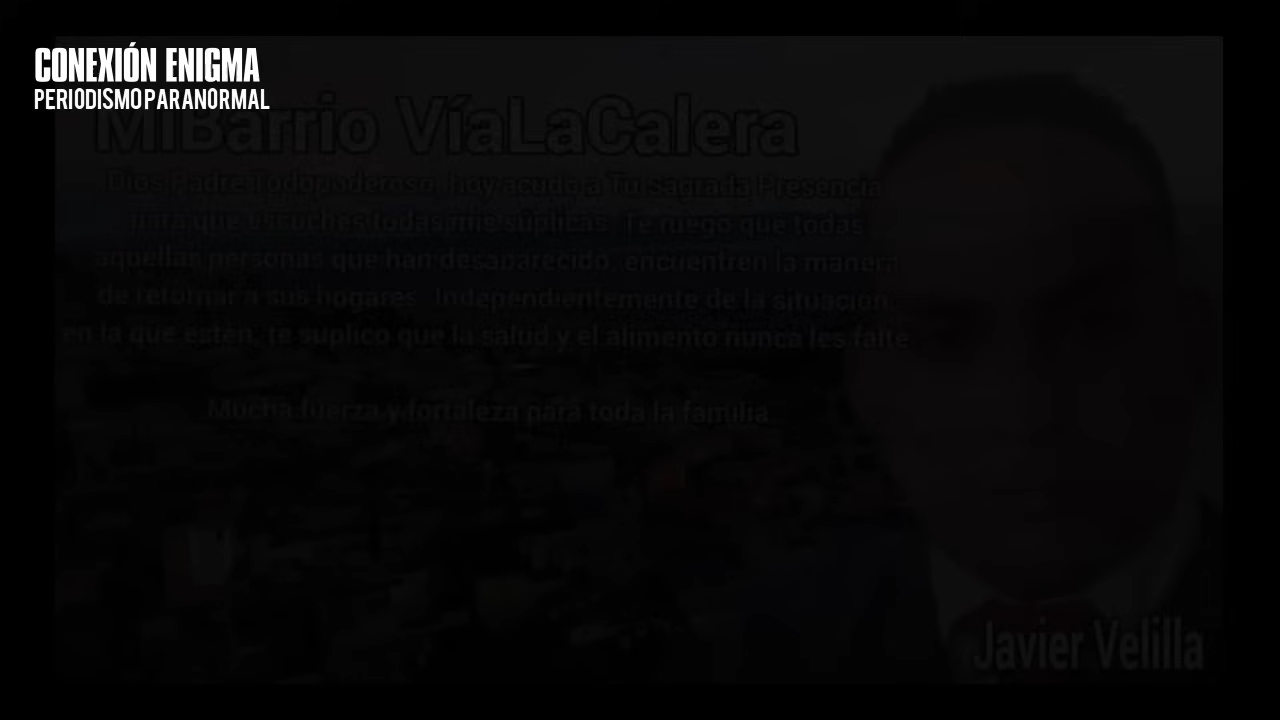 CONEXIÓN ENIGMA
PERIODISMO PARANORMAL
MiBarrio VíaLaCalera
Dios Padre Todopoderoso, hoy acudo a Tu sagrada Presencia
para que escuches todas mis súplicas. Te ruego que todas
aquellas personas que han desaparecido, encuentren la manera
de retornar a sus hogares. Independientemente de la situación
en la que estén, te suplico que la salud y el alimento nunca les falte
Mucha fuerza y fortaleza para toda la familia
Javier Velilla